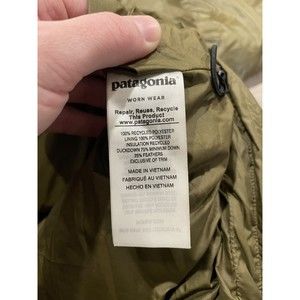 patagonia
WORN WEAR
Repair, Reuse, Recycle
This Product
www.patagonia.com
100% RECYCLED POLYESTER
LINING 100% POLYESTER
INSULATION RECYCLED
DUCKDOWN 75% MINIMUM DOWN
25% FEATHERS
EXCLUSIVE OF TRIM
MADE IN VIETNAM
FABRIQUÉ AU VIETNAM
HECHO EN VIETNAM